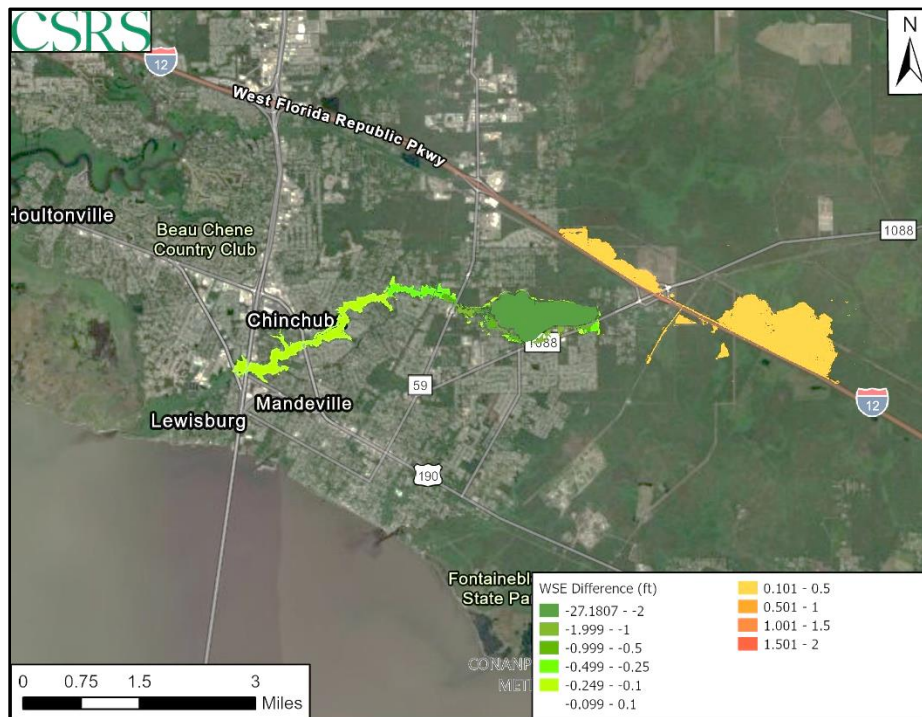 CSRS
N
12
West Florida Republic Pkwy
Houltonville
Beau Chene
Country Club
1088
Chinchuba
1088
59
12
Mandeville
Lewisburg
190
State
WSE Difference (ft)
-27.1807 - -2
-1.999 - -1
-0.999 - -0.5
-0.499 - -0.25
-0.249 - -0.1
-0.099 - 0.1
0.101 - 0.5
0.501 - 1
1.001 - 1.5
1.501 - 2
0 0.75 1.5 3
Miles